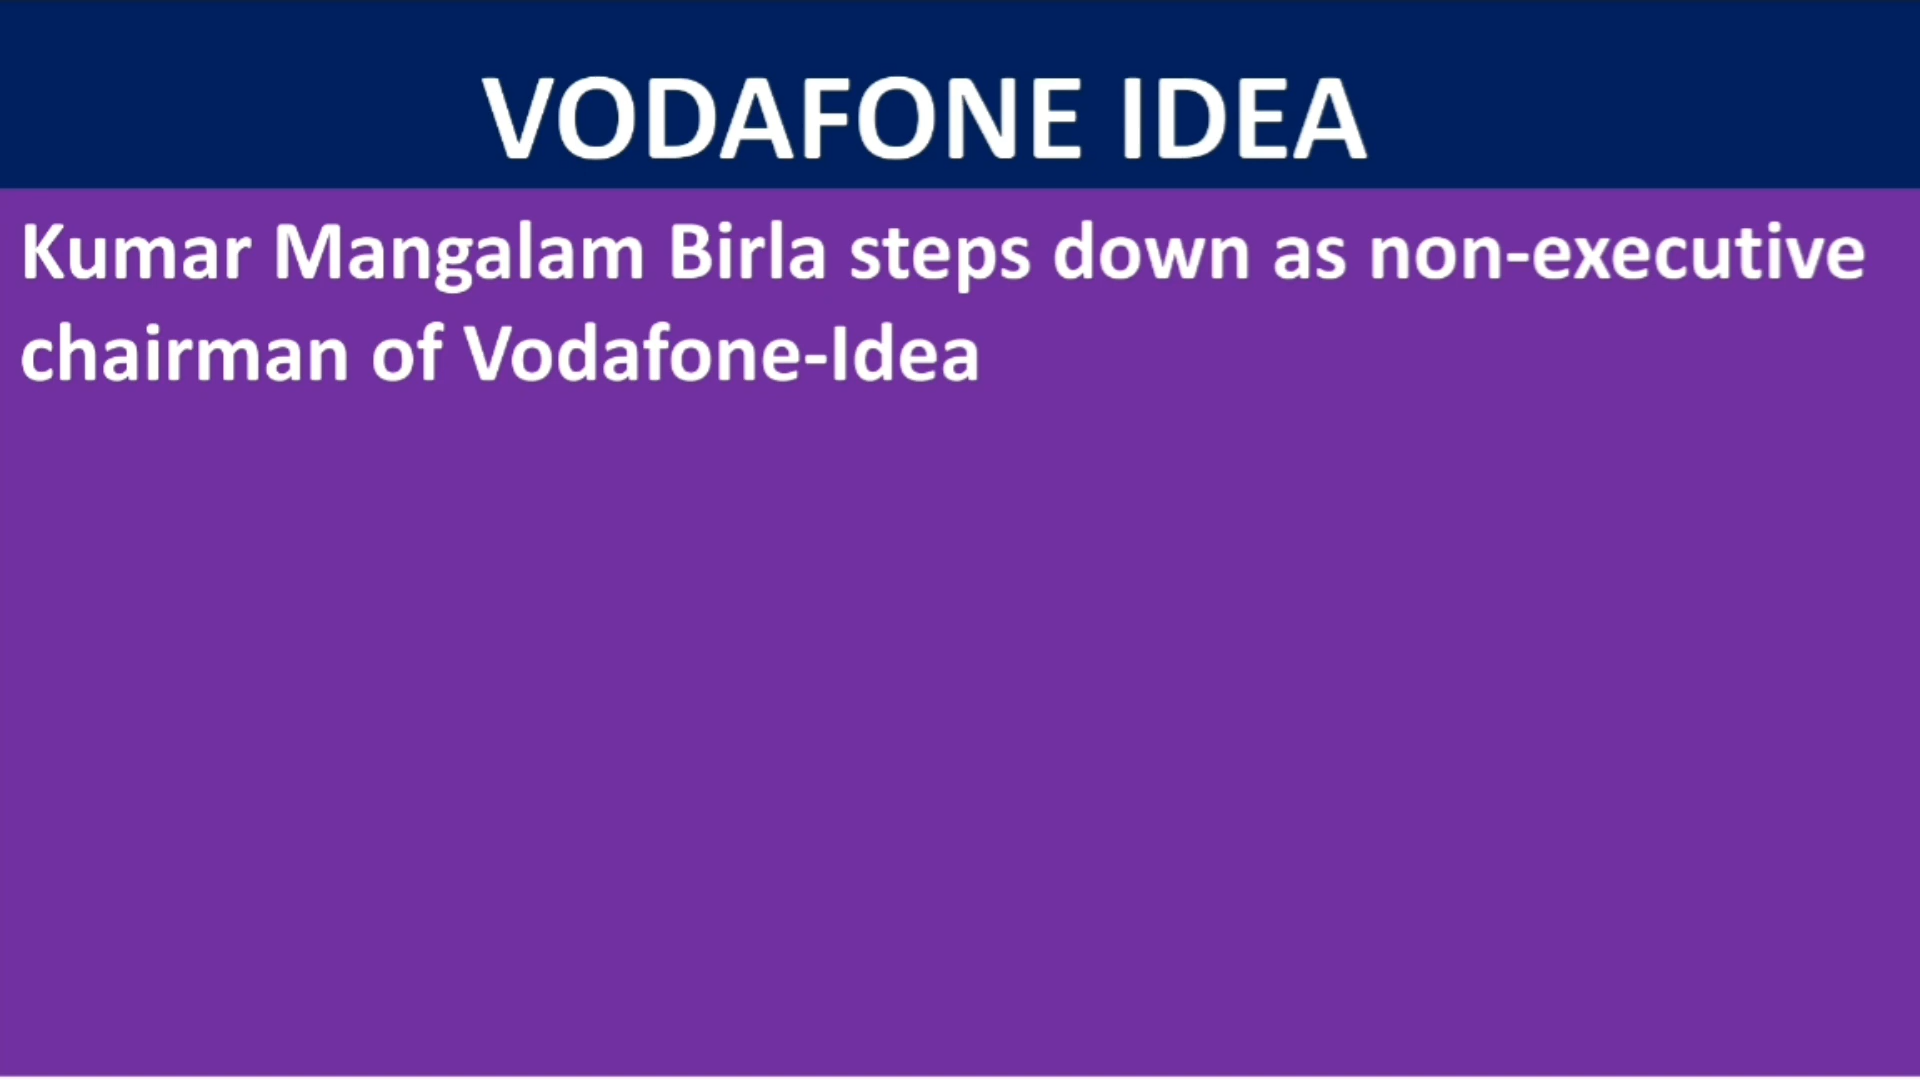 VODAFONE IDEA
Kumar Mangalam Birla steps down as non-executive
chairman of Vodafone-Idea